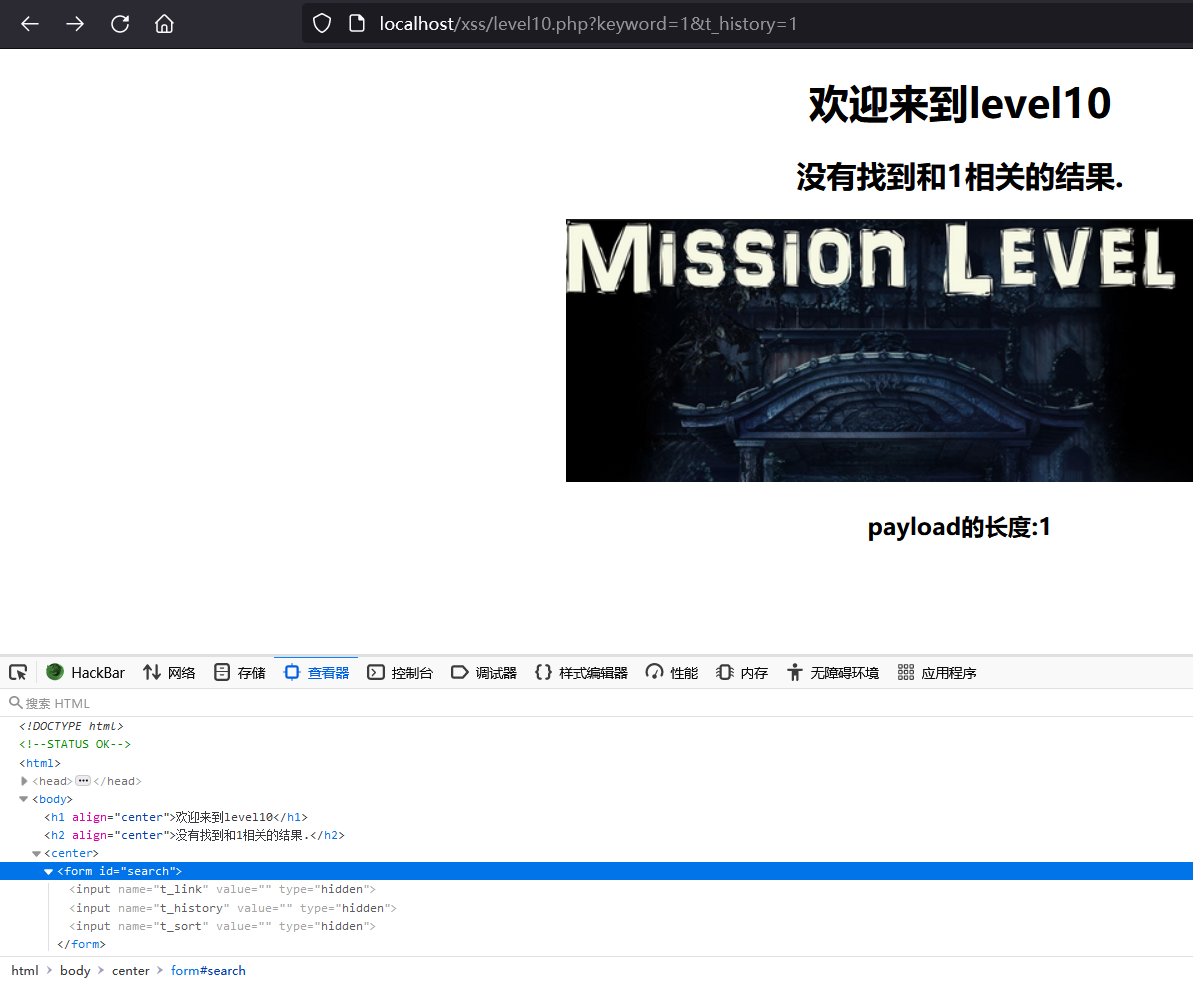 localhost/xss/level10.php?keyword=1&t_history=1
欢迎来到level10
没有找到和1相关的结果.
Mission Level
payload的长度:1
HackBar 网络 存储 查看器 控制台 调试器 样式编辑器 性能 内存 无障碍环境 应用程序
搜索 HTML
<!DOCTYPE html>
<!--STATUS OK-->
<html>
<head>•••</head>
<body>
<h1 align="center">欢迎来到level10</h1>
<h2 align="center">没有找到和1相关的结果.</h2>
<center>
<form id="search">
<input name="t_link" value="" type="hidden">
<input name="t_history" value="" type="hidden">
<input name="t_sort" value="" type="hidden">
</form>
html > body > center > form#search